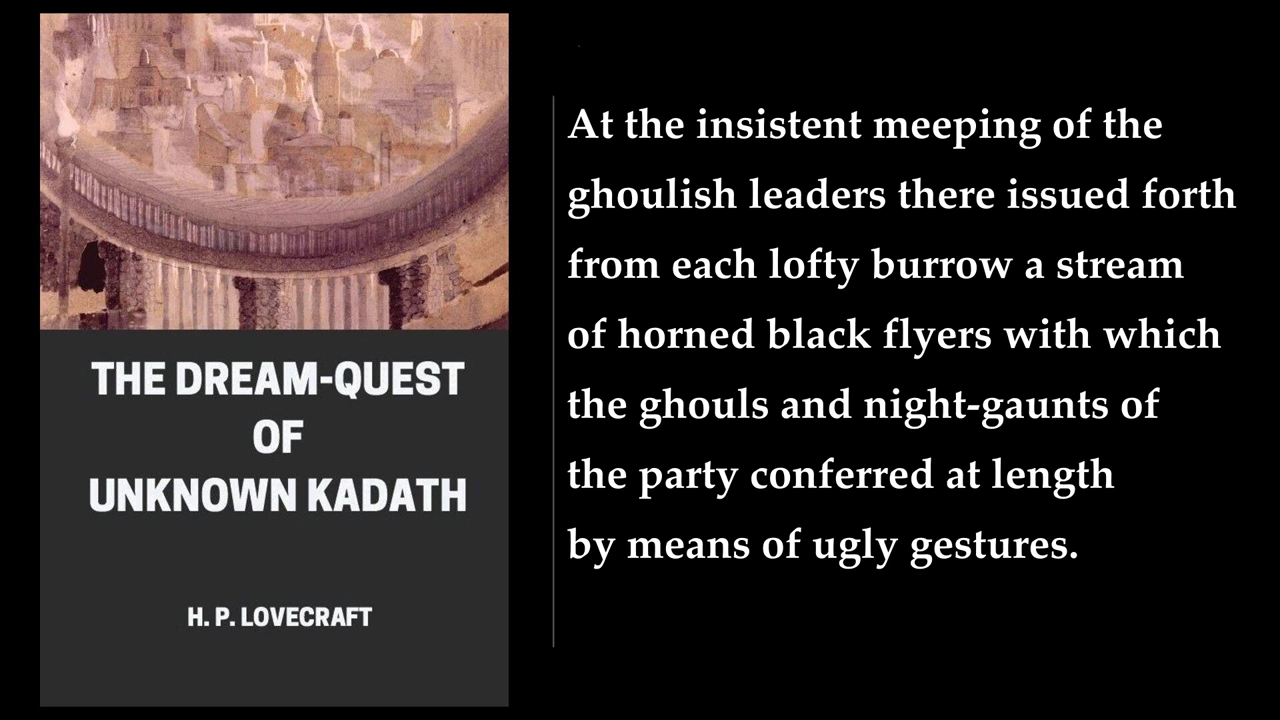 THE DREAM-QUEST
OF
UNKNOWN KADATH
H. P. LOVECRAFT
At the insistent meeping of the
ghoulish leaders there issued forth
from each lofty burrow a stream
of horned black flyers with which
the ghouls and night-gaunts of
the party conferred at length
by means of ugly gestures.